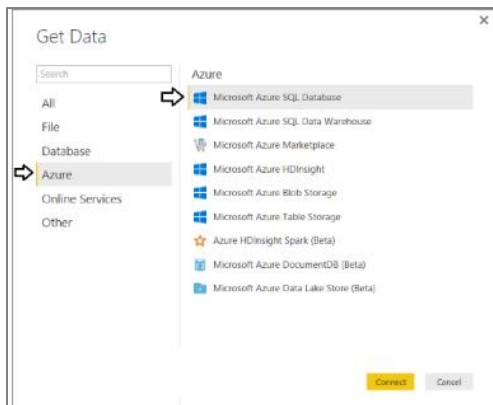 Get Data
Search
All
File
Database
Azure
Online Services
Other
Azure
Microsoft Azure SQL Database
Microsoft Azure SQL Data Warehouse
Microsoft Azure Marketplace
Microsoft Azure HDInsight
Microsoft Azure Blob Storage
Microsoft Azure Table Storage
Azure HDInsight Spark (Beta)
Microsoft Azure DocumentDB (Beta)
Microsoft Azure Data Lake Store (Beta)
Connect
Cancel